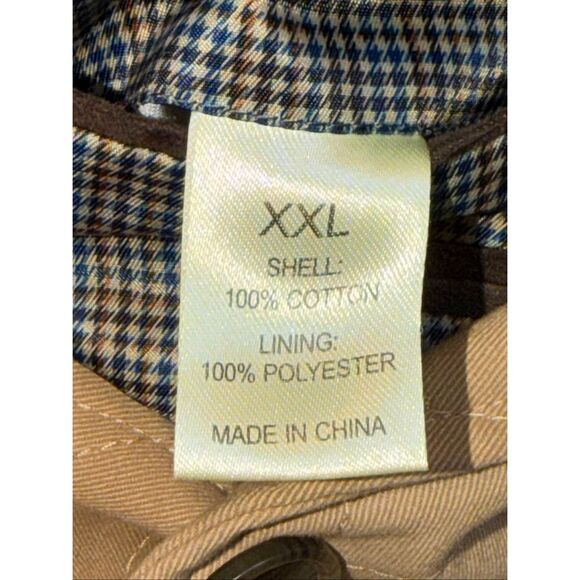 XXL
SHELL:
100% COTTON
LINING:
100% POLYESTER
MADE IN CHINA